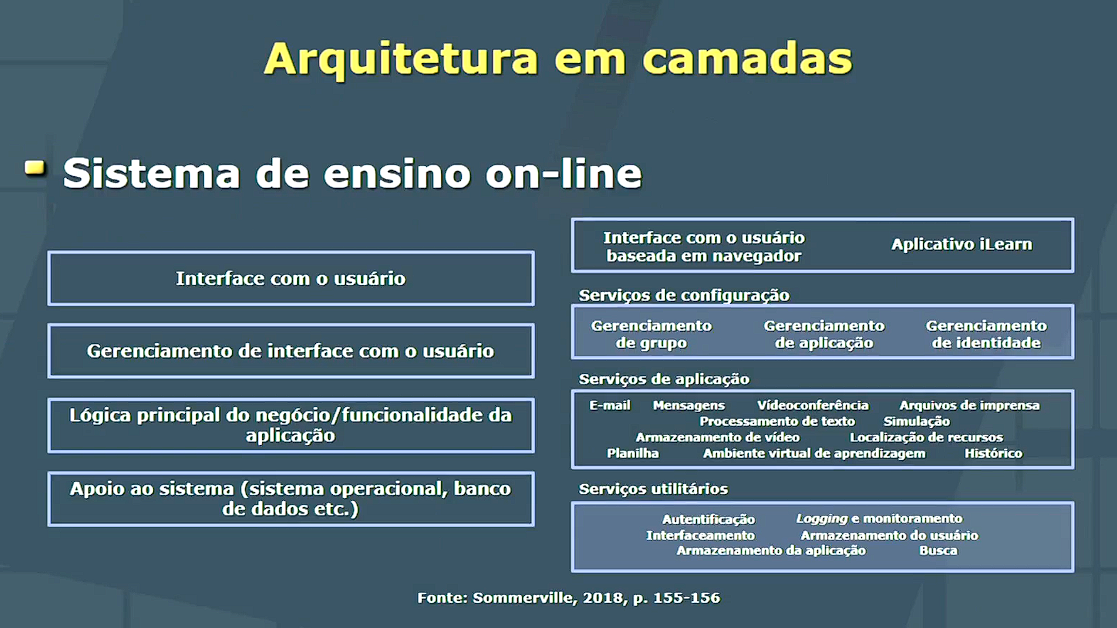 Arquitetura em camadas
Sistema de ensino on-line
Interface com o usuário
Gerenciamento de interface com o usuário
Lógica principal do negócio/funcionalidade da
aplicação
Apoio ao sistema (sistema operacional, banco
de dados etc.)
Interface com o usuário
baseada em navegador
Aplicativo iLearn
Serviços de configuração
Gerenciamento
de grupo
Gerenciamento
de aplicação
Gerenciamento
de identidade
Serviços de aplicação
E-mail Mensagens Vídeoconferência Arquivos de imprensa
Processamento de texto Simulação
Armazenamento de vídeo Localização de recursos
Planilha Ambiente virtual de aprendizagem Histórico
Serviços utilitários
Autentificação Logging e monitoramento
Interfaceamento Armazenamento do usuário
Armazenamento da aplicação Busca
Fonte: Sommerville, 2018, p. 155-156